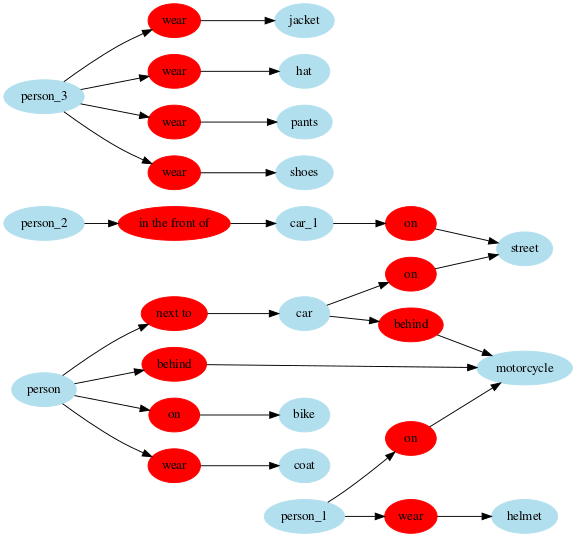 wear
jacket
wear
hat
person_3
wear
pants
wear
shoes
person_2
in the front of
car_1
on
street
on
next to
car
behind
behind
motorcycle
person
on
bike
on
wear
coat
person_1
wear
helmet